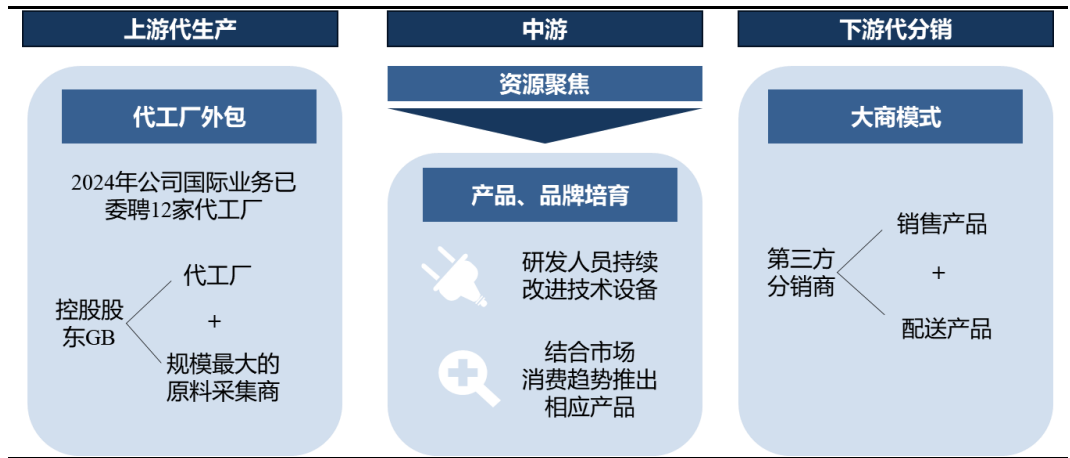 上游代生产
代工厂外包
2024年公司国际业务已
委聘12家代工厂
控股股
东GB
代工厂
+
规模最大的
原料采集商
中游
资源聚焦
产品、品牌培育
研发人员持续
改进技术设备
结合市场
消费趋势推出
相应产品
下游代分销
大商模式
第三方
分销商
销售产品
+
配送产品